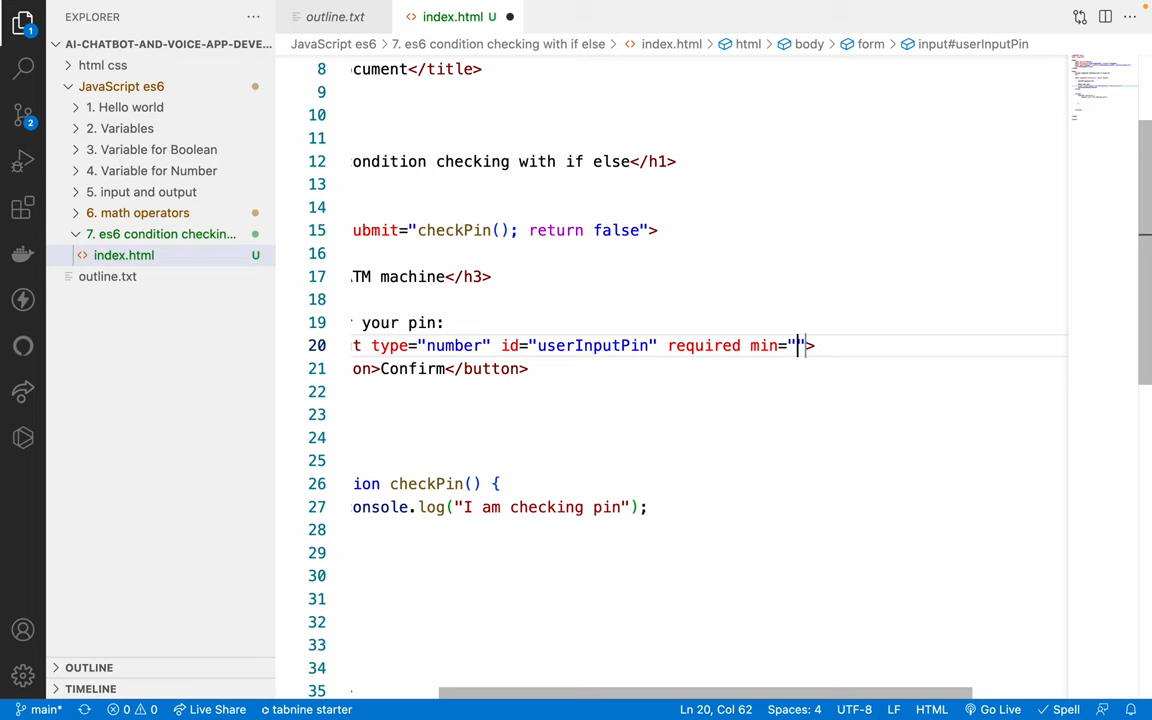 EXPLORER
outline.txt
index.html U
AI-CHATBOT-AND-VOICE-APP-DEVE...
JavaScript es6 > 7. es6 condition checking with if else > index.html > html > body > form > input#userInputPin
html css
JavaScript es6
1. Hello world
2. Variables
3. Variable for Boolean
4. Variable for Number
5. input and output
6. math operators
7. es6 condition checkin...
index.html U
outline.txt
8 cument</title>
9
10
11
12 ondition checking with if else</h1>
13
14
15 ubmit="checkPin(); return false">
16
17 ATM machine</h3>
18
19 your pin:
20 t type="number" id="userInputPin" required min="">
21 on>Confirm</button>
22
23
24
25
26 ion checkPin() {
27 onsole.log("I am checking pin");
28
29
30
31
32
33
34
35
OUTLINE
TIMELINE
1
2
main* 0 0 Live Share tabnine starter Ln 20, Col 62 Spaces: 4 UTF-8 LF HTML Go Live Spell